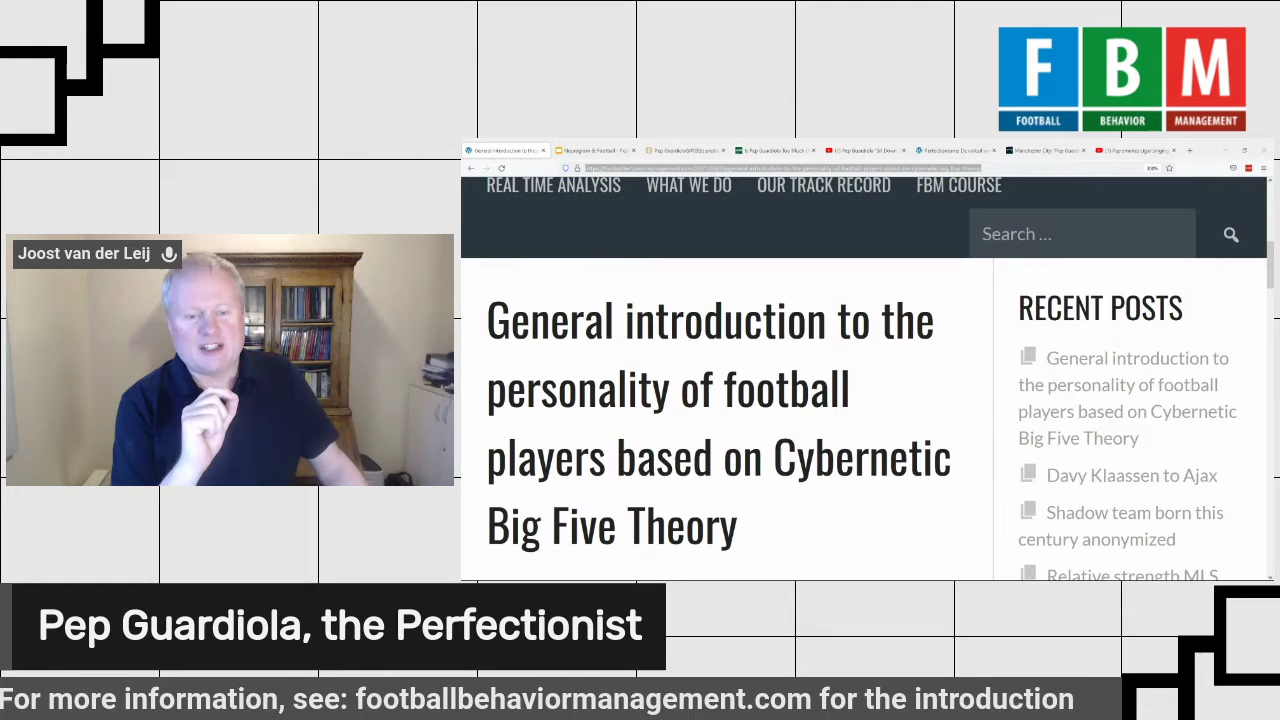 F B M
FOOTBALL BEHAVIOR MANAGEMENT
REAL TIME ANALYSIS WHAT WE DO OUR TRACK RECORD FBM COURSE
Search ...
Joost van der Leij
General introduction to the
personality of football
players based on Cybernetic
Big Five Theory
RECENT POSTS
General introduction to
the personality of football
players based on Cybernetic
Big Five Theory
Davy Klaassen to Ajax
Shadow team born this
century anonymized
Relative strength MLS
Pep Guardiola, the Perfectionist
For more information, see: footballbehaviormanagement.com for the introduction